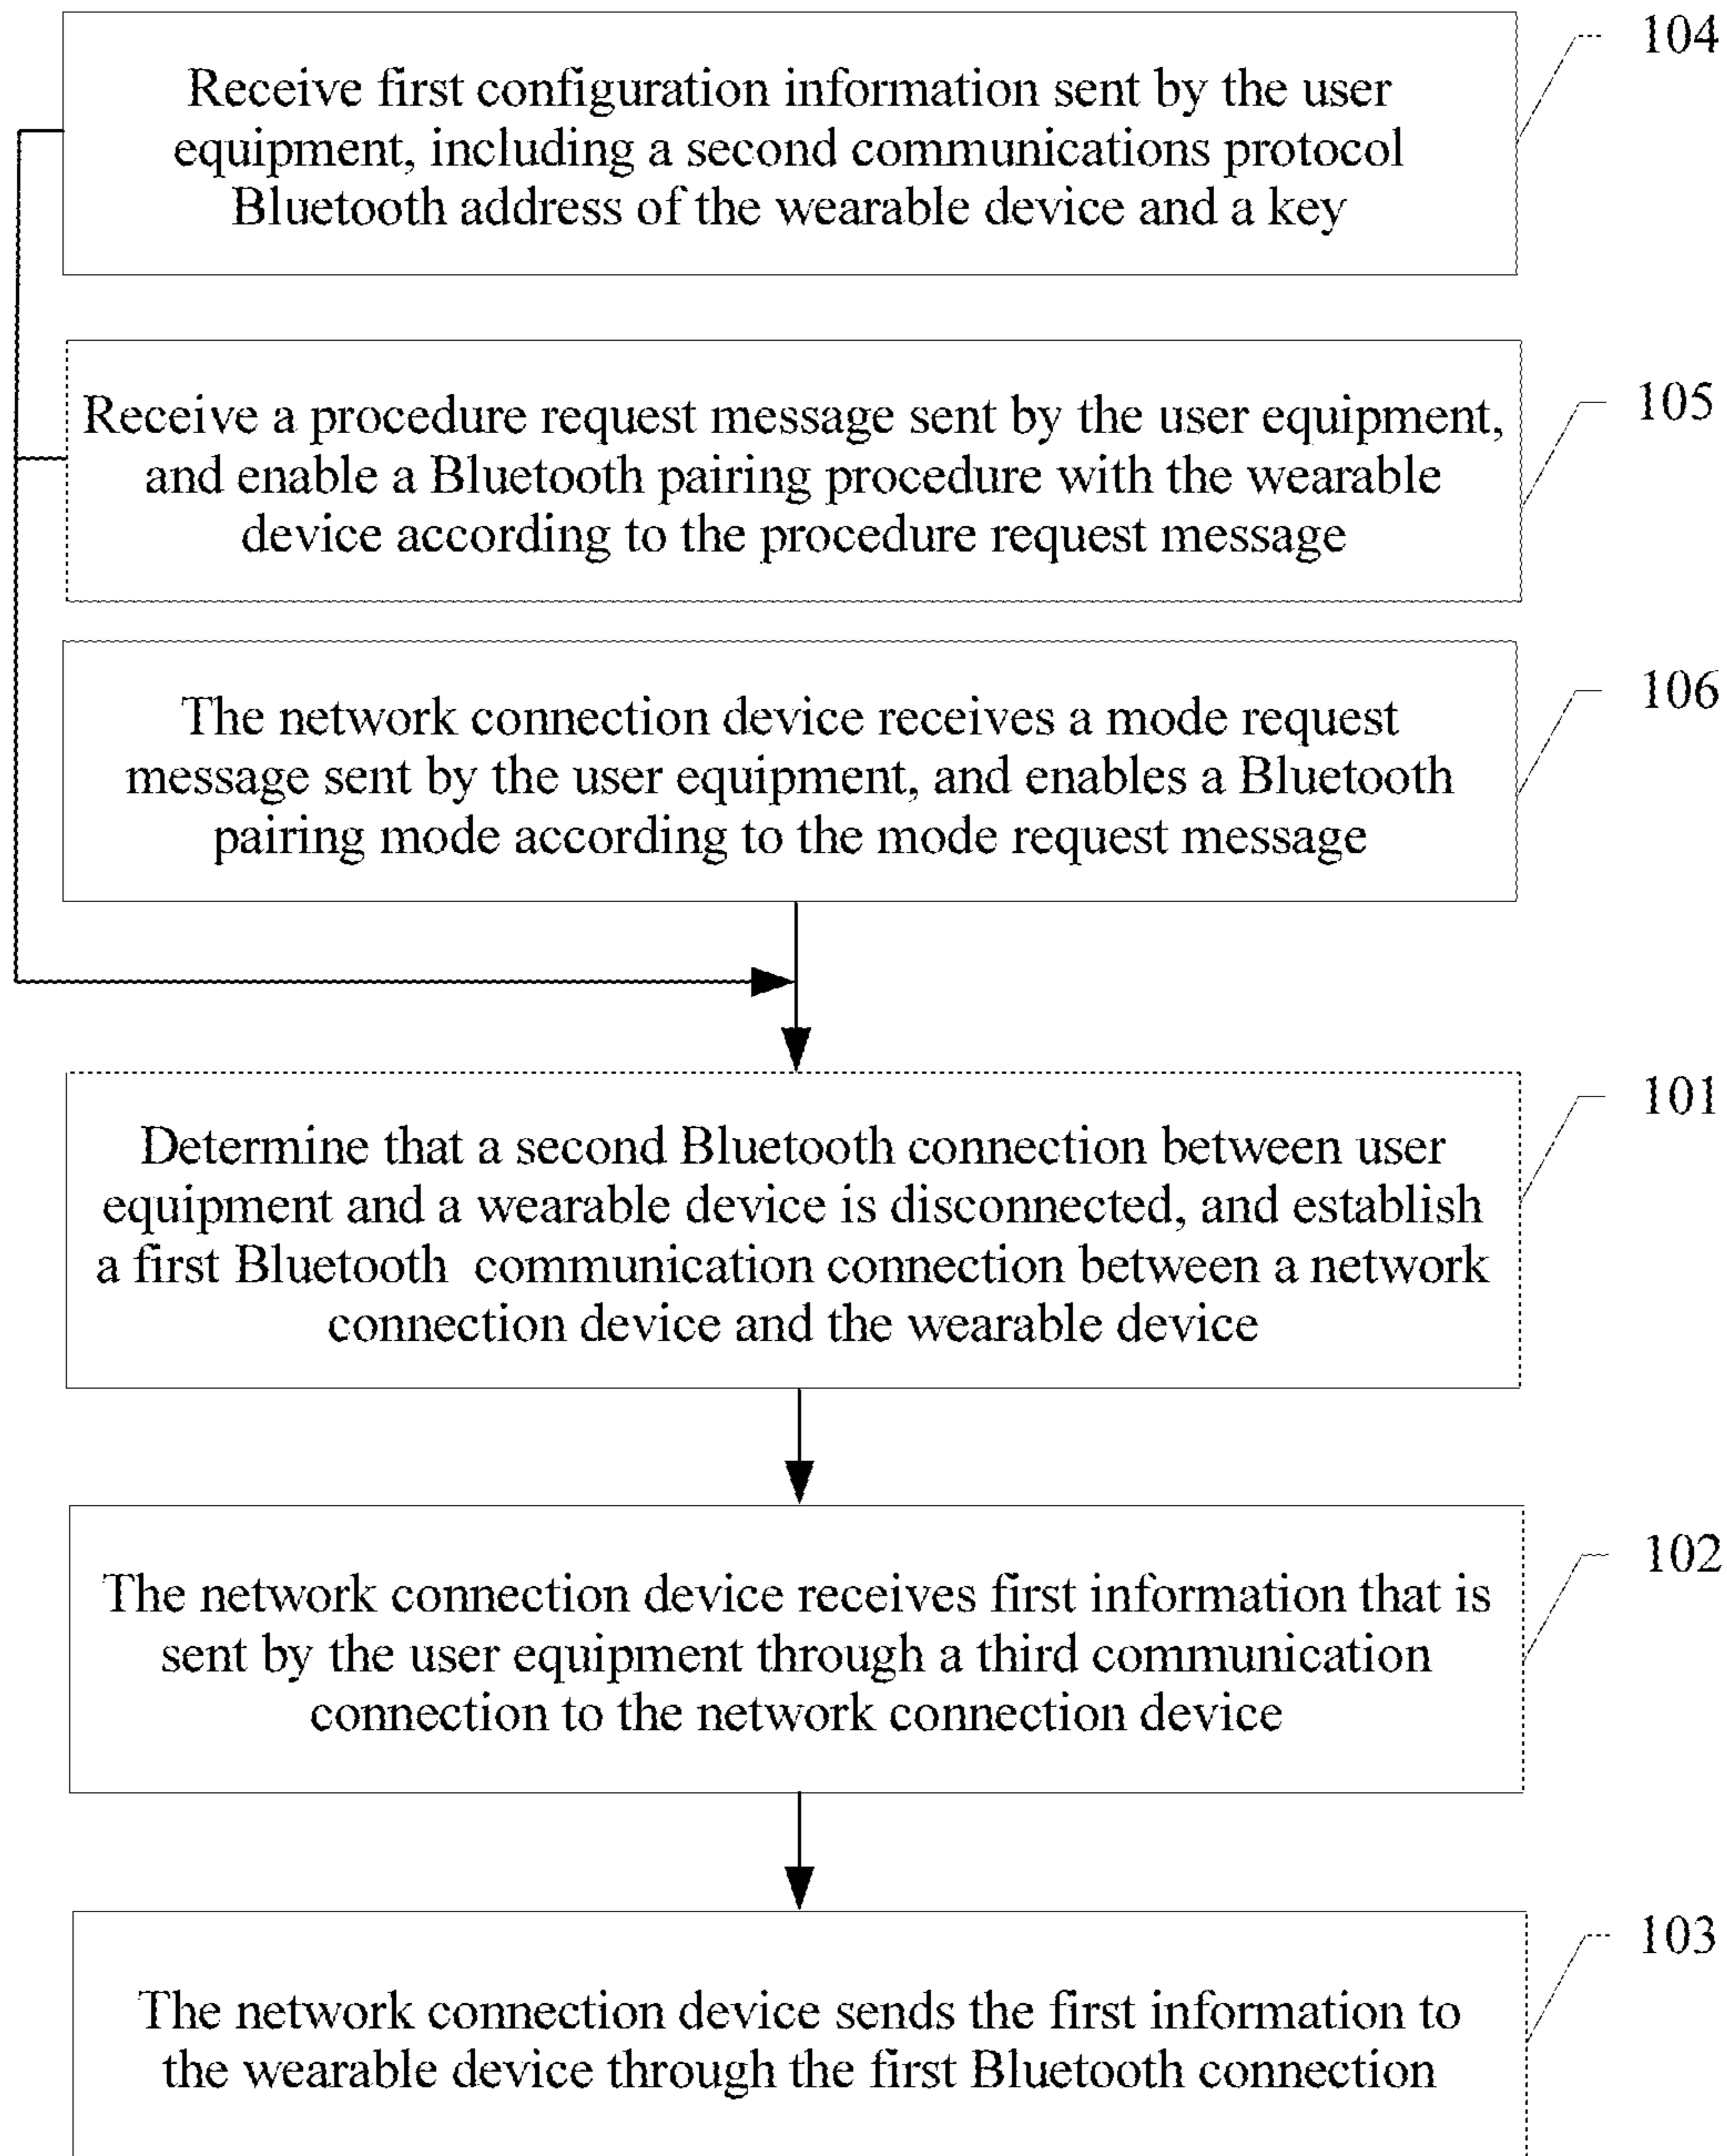 104
Receive first configuration information sent by the user
equipment, including a second communications protocol
Bluetooth address of the wearable device and a key
105
Receive a procedure request message sent by the user equipment,
and enable a Bluetooth pairing procedure with the wearable
device according to the procedure request message
106
The network connection device receives a mode request
message sent by the user equipment, and enables a Bluetooth
pairing mode according to the mode request message
101
Determine that a second Bluetooth connection between user
equipment and a wearable device is disconnected, and establish
a first Bluetooth communication connection between a network
connection device and the wearable device
102
The network connection device receives first information that is
sent by the user equipment through a third communication
connection to the network connection device
103
The network connection device sends the first information to
the wearable device through the first Bluetooth connection